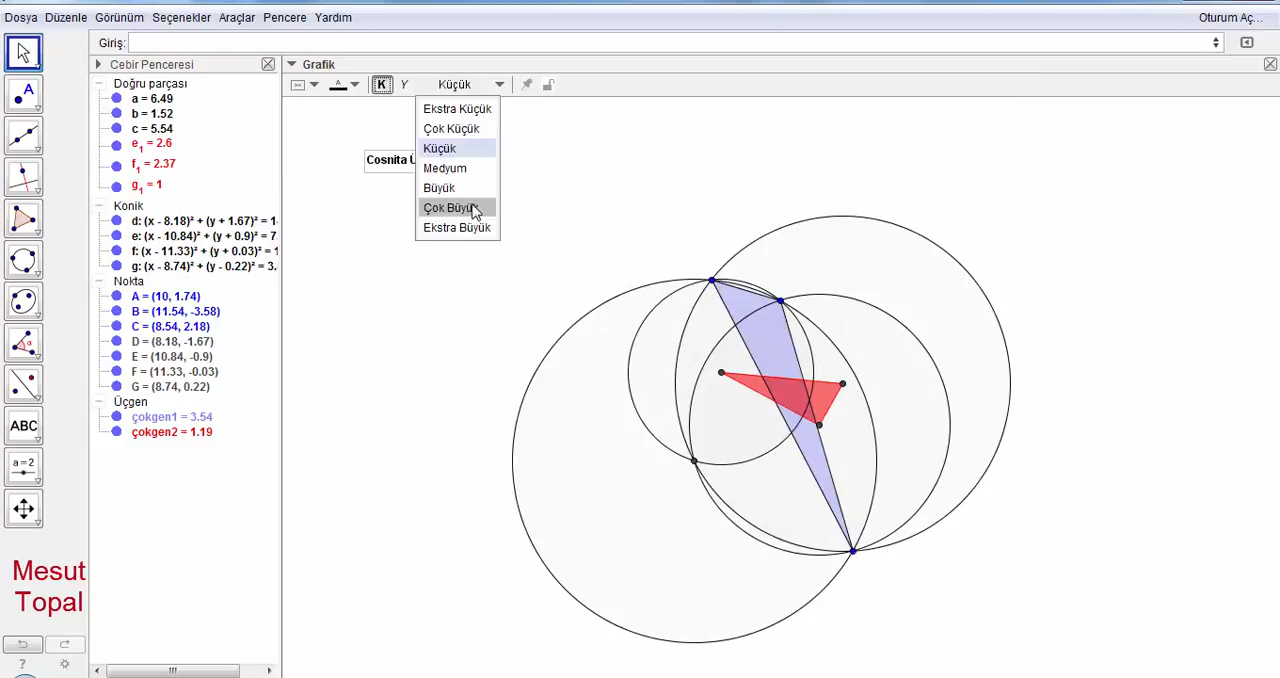 Dosya Düzenle Görünüm Seçenekler Araçlar Pencere Yardım Oturum Aç...
Giriş:
Cebir Penceresi
Grafik
A K Y Küçük
Doğru parçası
a = 6.49
b = 1.52
c = 5.54
e₁ = 2.6
f₁ = 2.37
g₁ = 1
Konik
d: (x - 8.18)² + (y + 1.67)² = 1
e: (x - 10.84)² + (y + 0.9)² = 7
f: (x - 11.33)² + (y + 0.03)² =
g: (x - 8.74)² + (y - 0.22)² = 3.
Nokta
A = (10, 1.74)
B = (11.54, -3.58)
C = (8.54, 2.18)
D = (8.18, -1.67)
E = (10.84, -0.9)
F = (11.33, -0.03)
G = (8.74, 0.22)
Üçgen
çokgen1 = 3.54
çokgen2 = 1.19
Ekstra Küçük
Çok Küçük
Küçük
Medyum
Büyük
Çok Büyük
Ekstra Büyük
Cosnita Ü
A
α
ABC
a = 2
Mesut
Topal
?